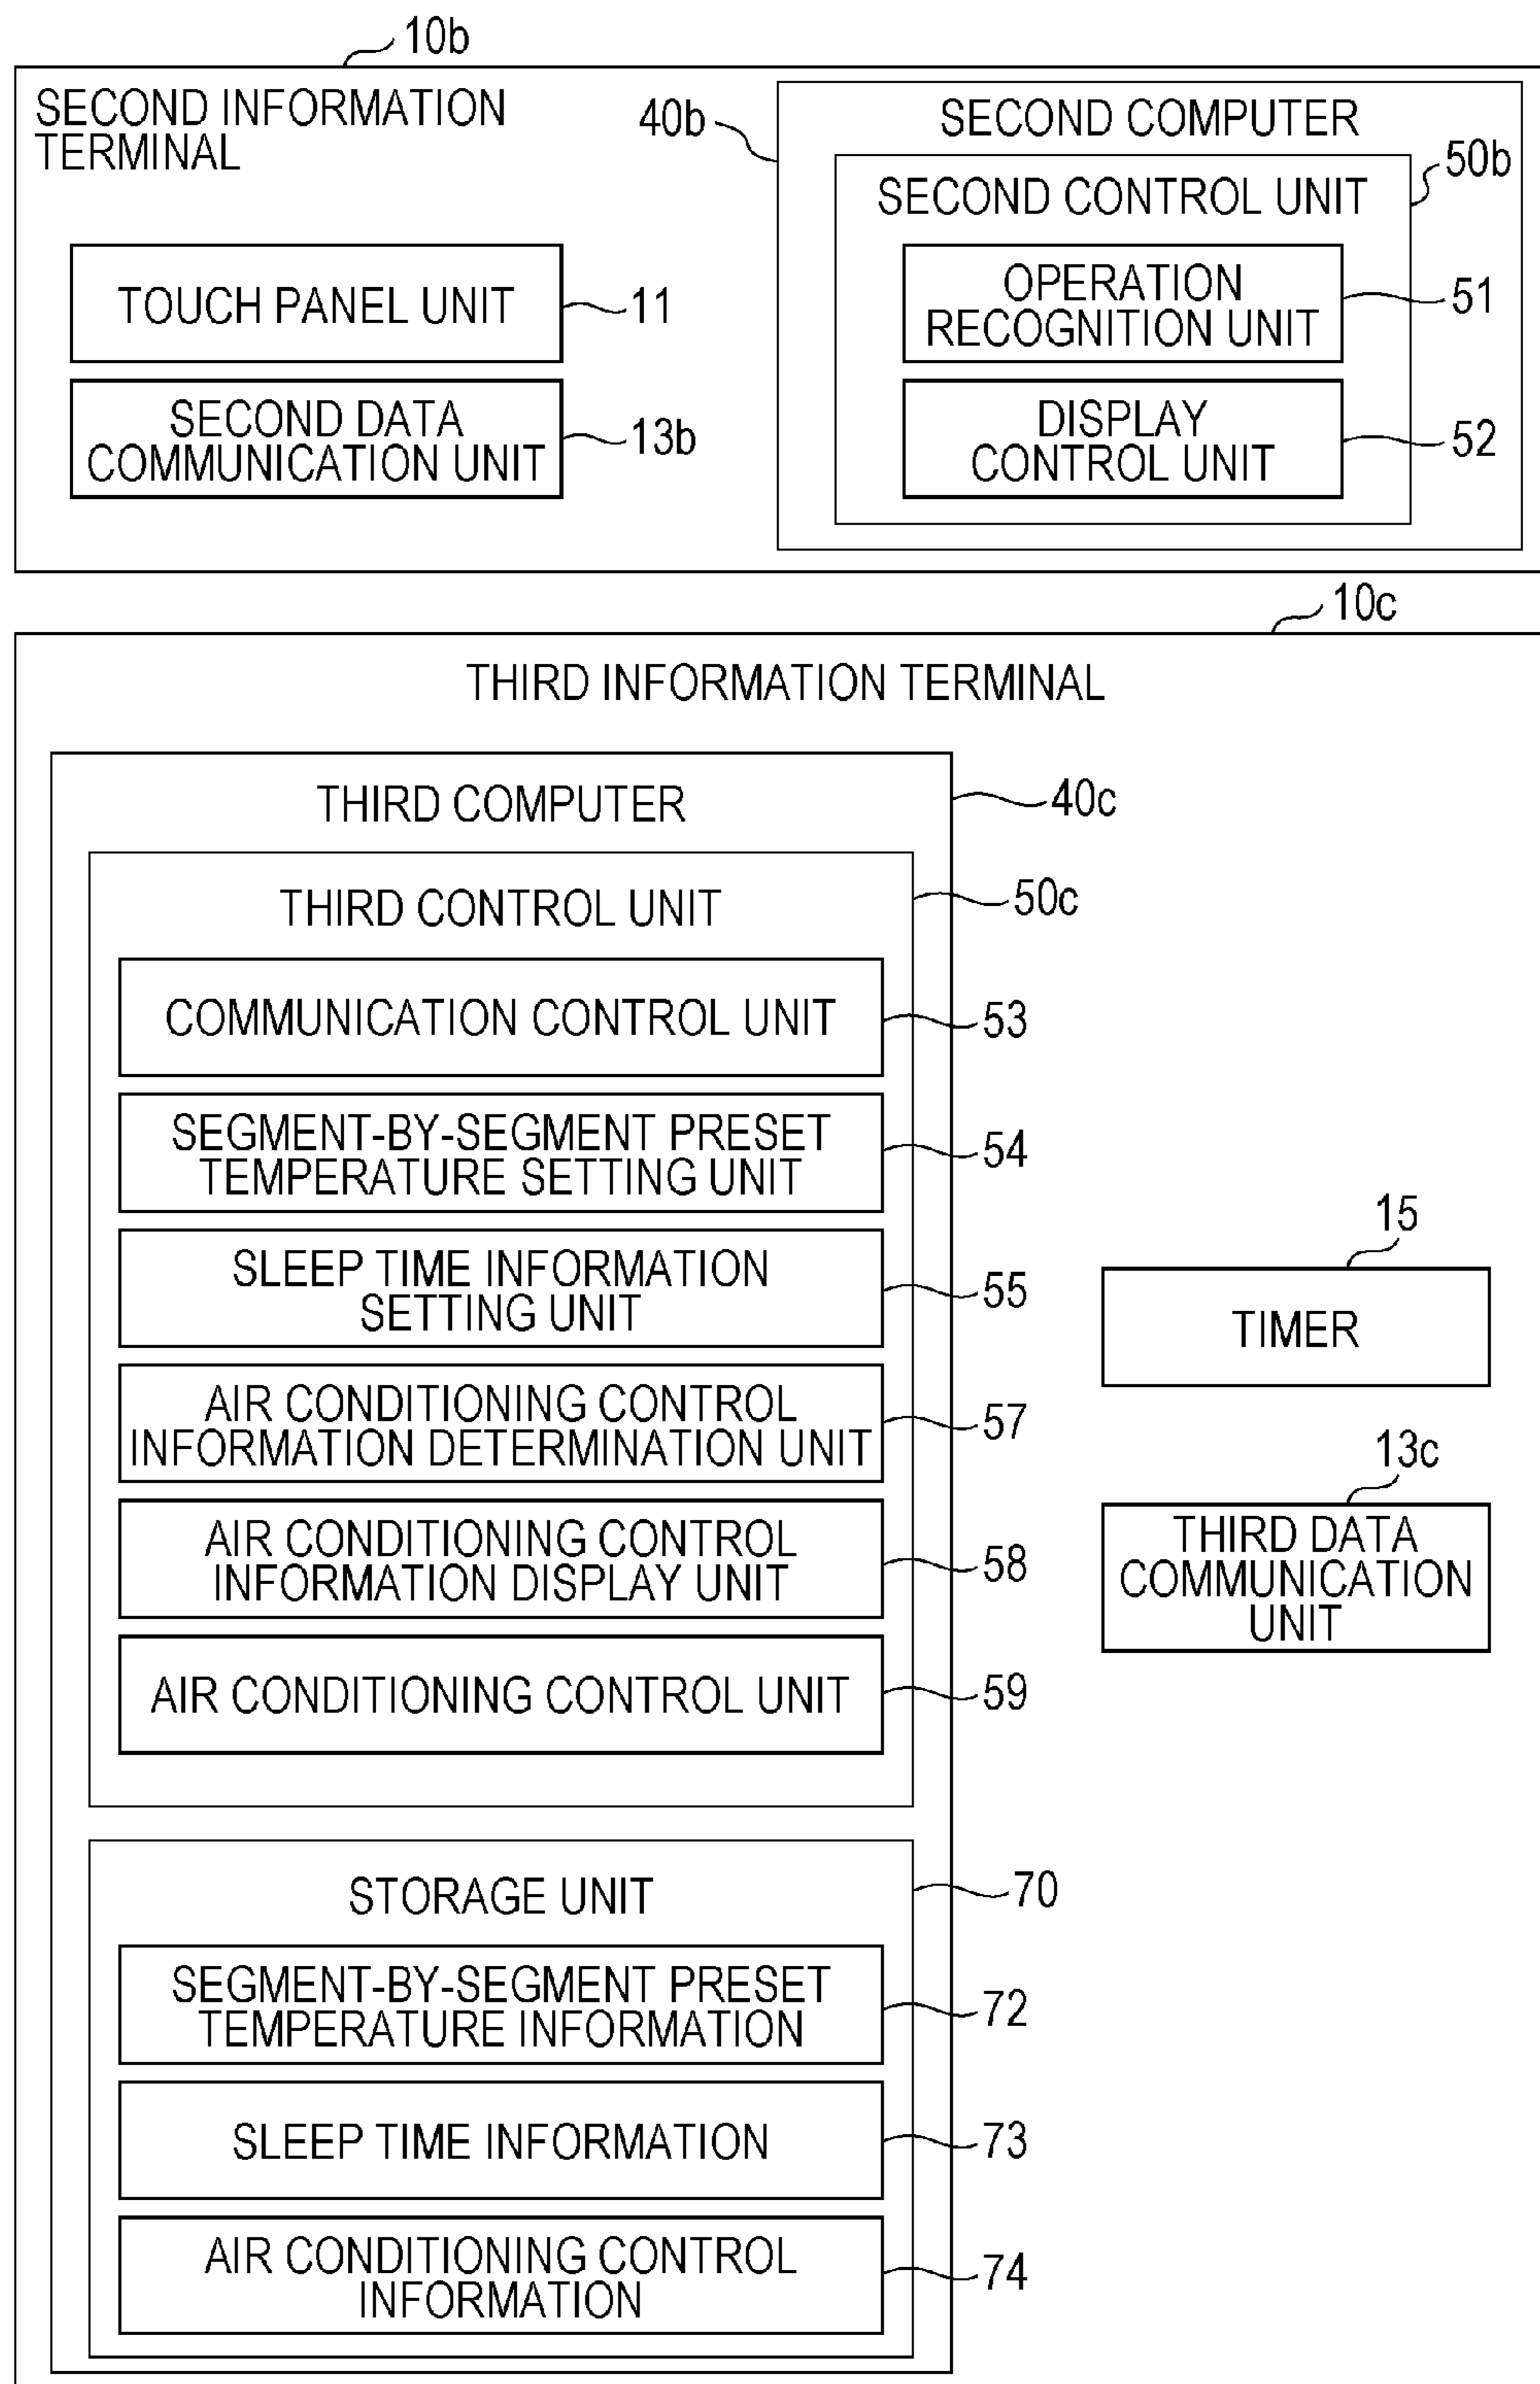 10b
SECOND INFORMATION
TERMINAL
40b
SECOND COMPUTER
50b
SECOND CONTROL UNIT
TOUCH PANEL UNIT
11
OPERATION
RECOGNITION UNIT
51
SECOND DATA
COMMUNICATION UNIT
13b
DISPLAY
CONTROL UNIT
52
10c
THIRD INFORMATION TERMINAL
THIRD COMPUTER
40c
THIRD CONTROL UNIT
50c
COMMUNICATION CONTROL UNIT
53
SEGMENT-BY-SEGMENT PRESET
TEMPERATURE SETTING UNIT
54
SLEEP TIME INFORMATION
SETTING UNIT
55
AIR CONDITIONING CONTROL
INFORMATION DETERMINATION UNIT
57
AIR CONDITIONING CONTROL
INFORMATION DISPLAY UNIT
58
AIR CONDITIONING CONTROL UNIT
59
15
TIMER
13c
THIRD DATA
COMMUNICATION
UNIT
STORAGE UNIT
70
SEGMENT-BY-SEGMENT PRESET
TEMPERATURE INFORMATION
72
SLEEP TIME INFORMATION
73
AIR CONDITIONING CONTROL
INFORMATION
74